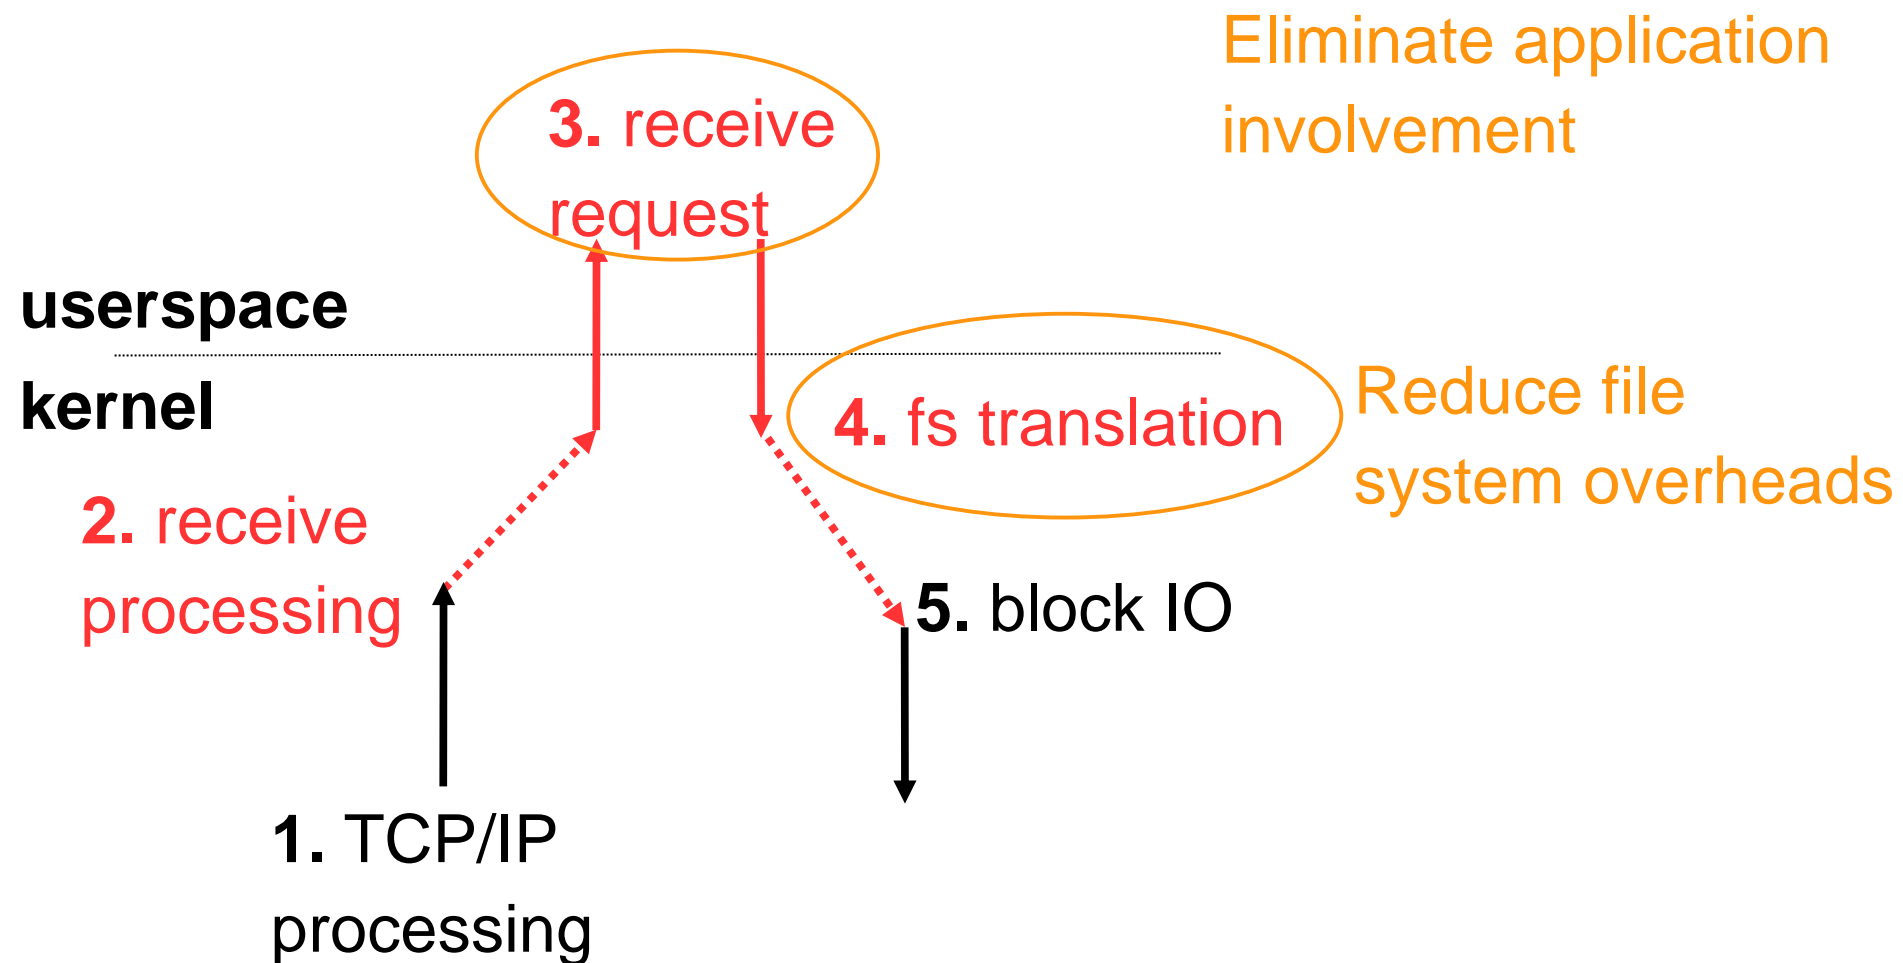 Eliminate application
involvement
3. receive
request
userspace
kernel
4. fs translation
Reduce file
system overheads
2. receive
processing
5. block IO
1. TCP/IP
processing